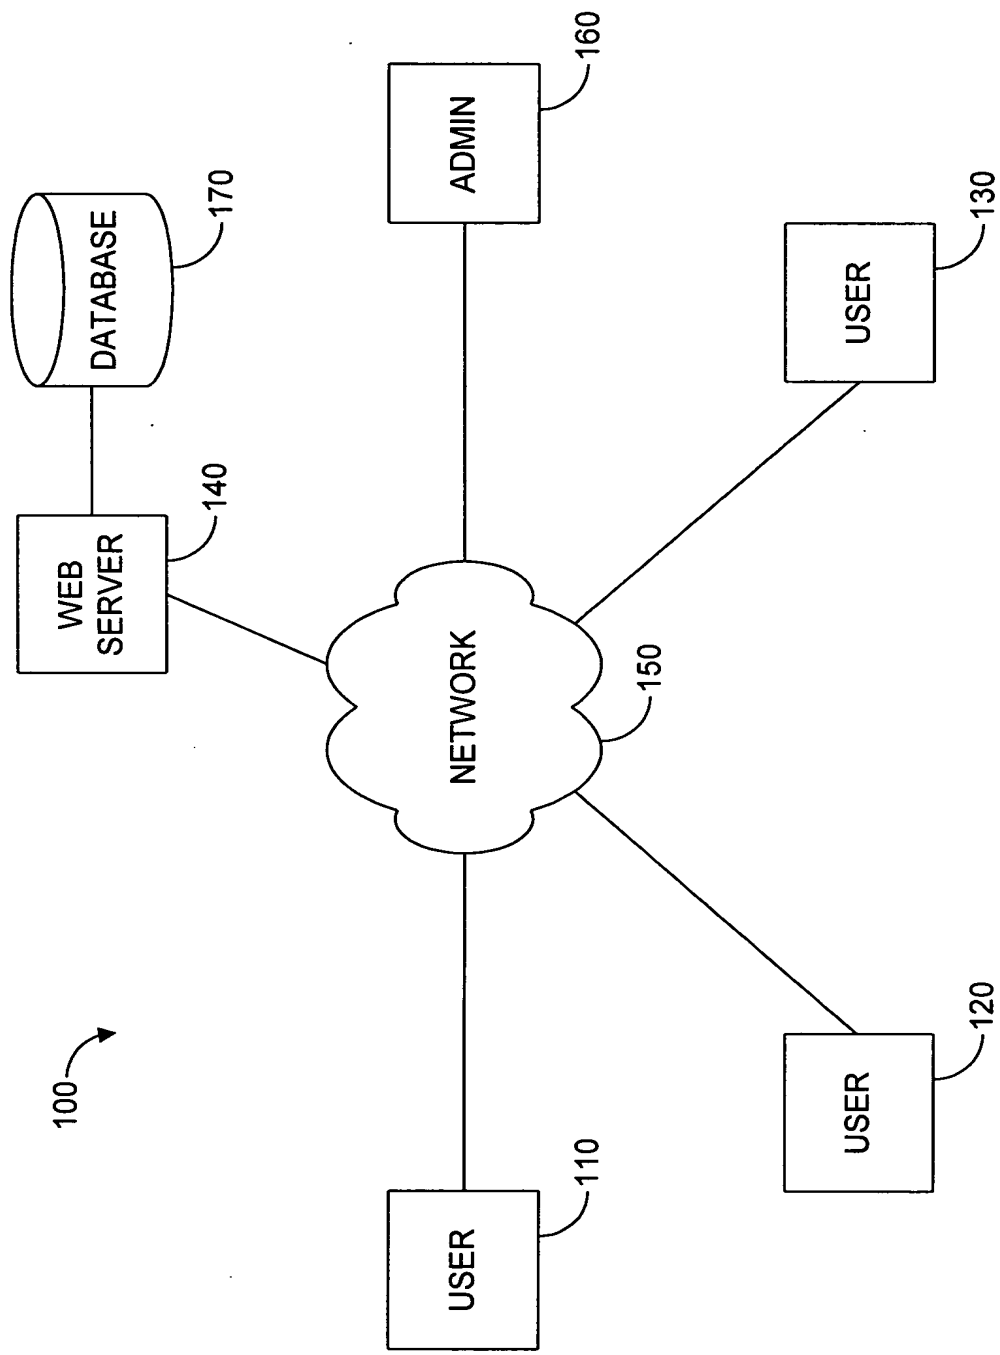 100
WEB
SERVER
140
DATABASE
170
USER
110
NETWORK
150
ADMIN
160
USER
120
USER
130